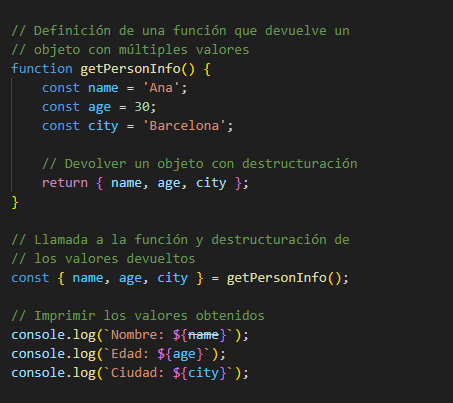 // Definición de una función que devuelve un
// objeto con múltiples valores
function getPersonInfo() {
    const name = 'Ana';
    const age = 30;
    const city = 'Barcelona';

    // Devolver un objeto con destructuración
    return { name, age, city };
}

// Llamada a la función y destructuración de
// los valores devueltos
const { name, age, city } = getPersonInfo();

// Imprimir los valores obtenidos
console.log(`Nombre: ${name}`);
console.log(`Edad: ${age}`);
console.log(`Ciudad: ${city}`);